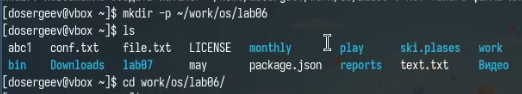 [dosergeev@vbox ~]$ mkdir -p ~/work/os/lab06
[dosergeev@vbox ~]$ ls
abc1 conf.txt file.txt LICENSE monthly play ski.plases work
bin Downloads lab07 may package.json reports text.txt Видео
[dosergeev@vbox ~]$ cd work/os/lab06/